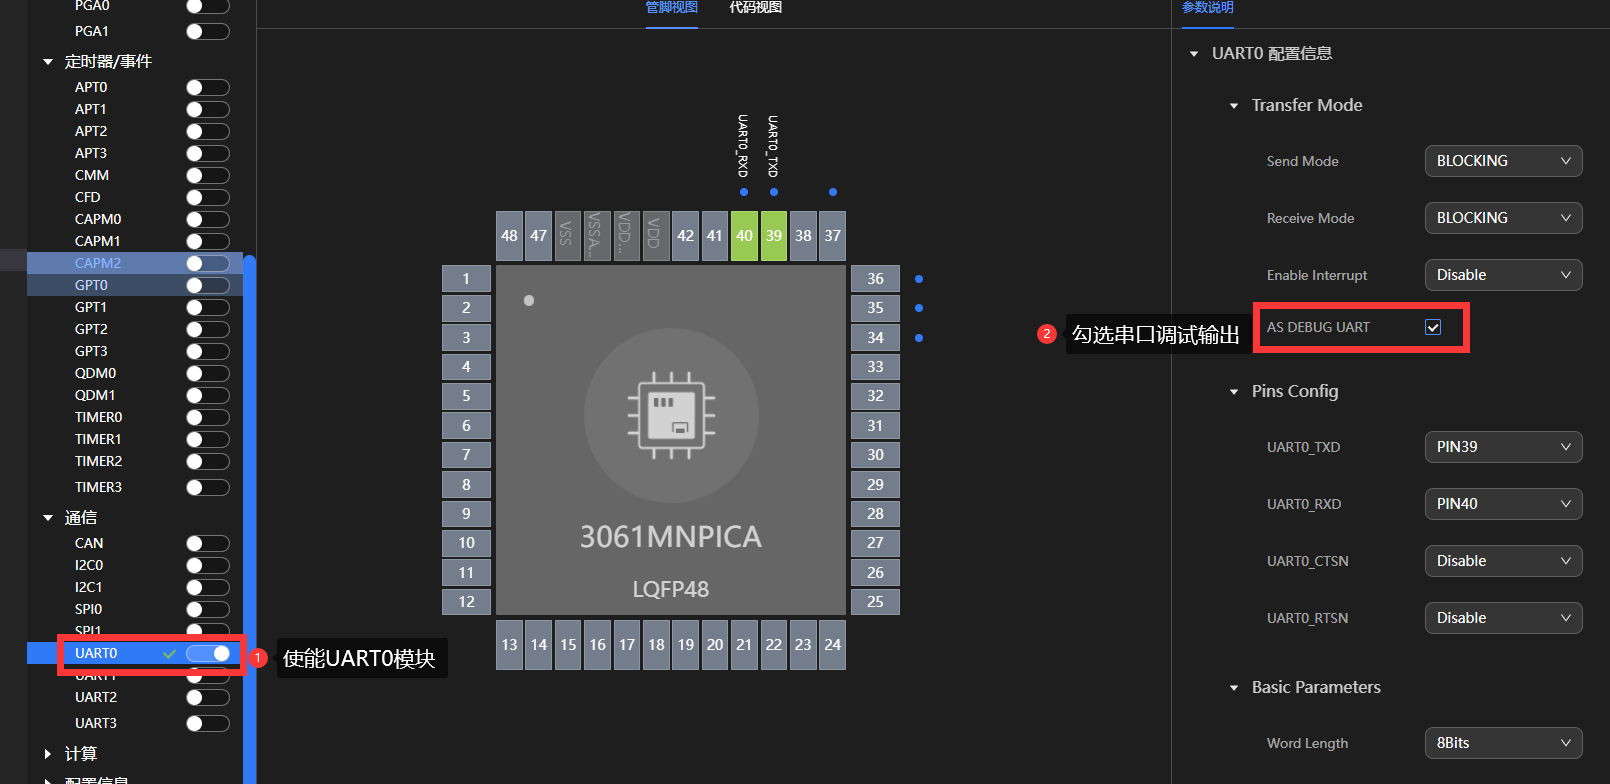 PGA0
PGA1
定时器/事件
APT0
APT1
APT2
APT3
CMM
CFD
CAPM0
CAPM1
CAPM2
GPT0
GPT1
GPT2
GPT3
QDM0
QDM1
TIMER0
TIMER1
TIMER2
TIMER3
通信
CAN
I2C0
I2C1
SPI0
SPI1
UART0
UART1
UART2
UART3
计算
配置信息
1 使能UART0模块
管脚视图 代码视图
UART0_RXD
UART0_TXD
48 47 VSS VSSA... VDD... VDD 42 41 40 39 38 37
1
2
3
4
5
6
7
8
9
10
11
12
3061MNPICA
LQFP48
36
35
34
33
32
31
30
29
28
27
26
25
13 14 15 16 17 18 19 20 21 22 23 24
参数说明
UART0 配置信息
Transfer Mode
Send Mode BLOCKING
Receive Mode BLOCKING
Enable Interrupt Disable
2 勾选串口调试输出
AS DEBUG UART
Pins Config
UART0_TXD PIN39
UART0_RXD PIN40
UART0_CTSN Disable
UART0_RTSN Disable
Basic Parameters
Word Length 8Bits